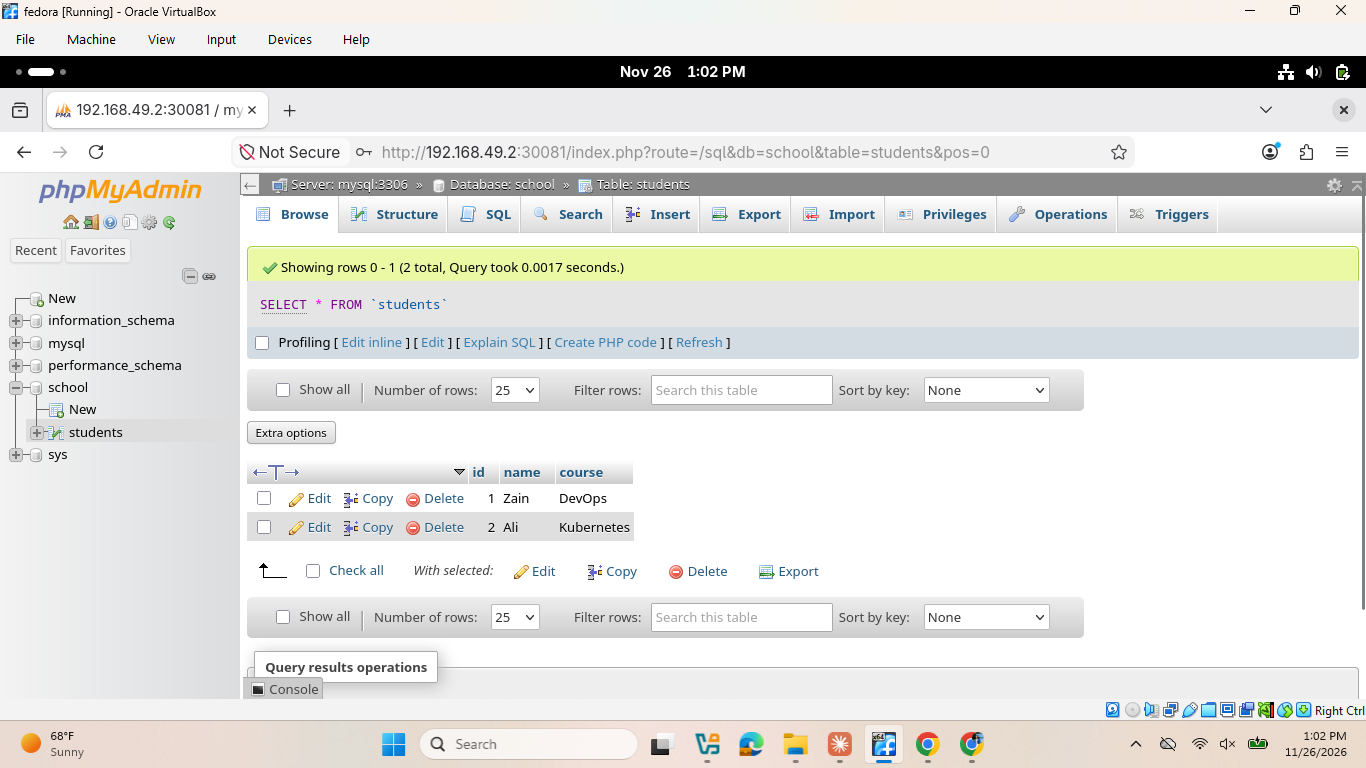 fedora [Running] - Oracle VirtualBox
File Machine View Input Devices Help
Nov 26 1:02 PM
192.168.49.2:30081 / my
Not Secure http://192.168.49.2:30081/index.php?route=/sql&db=school&table=students&pos=0
phpMyAdmin
Recent Favorites
New
information_schema
mysql
performance_schema
school
New
students
sys
Server: mysql:3306 » Database: school » Table: students
Browse Structure SQL Search Insert Export Import Privileges Operations Triggers
Showing rows 0 - 1 (2 total, Query took 0.0017 seconds.)
SELECT * FROM `students`
Profiling [ Edit inline ] [ Edit ] [ Explain SQL ] [ Create PHP code ] [ Refresh ]
Show all Number of rows: 25 Filter rows: Search this table Sort by key: None
Extra options
id name course
Edit Copy Delete 1 Zain DevOps
Edit Copy Delete 2 Ali Kubernetes
Check all With selected: Edit Copy Delete Export
Show all Number of rows: 25 Filter rows: Search this table Sort by key: None
Query results operations
Console
Right Ctrl
68°F
Sunny
Search
1:02 PM
11/26/2026